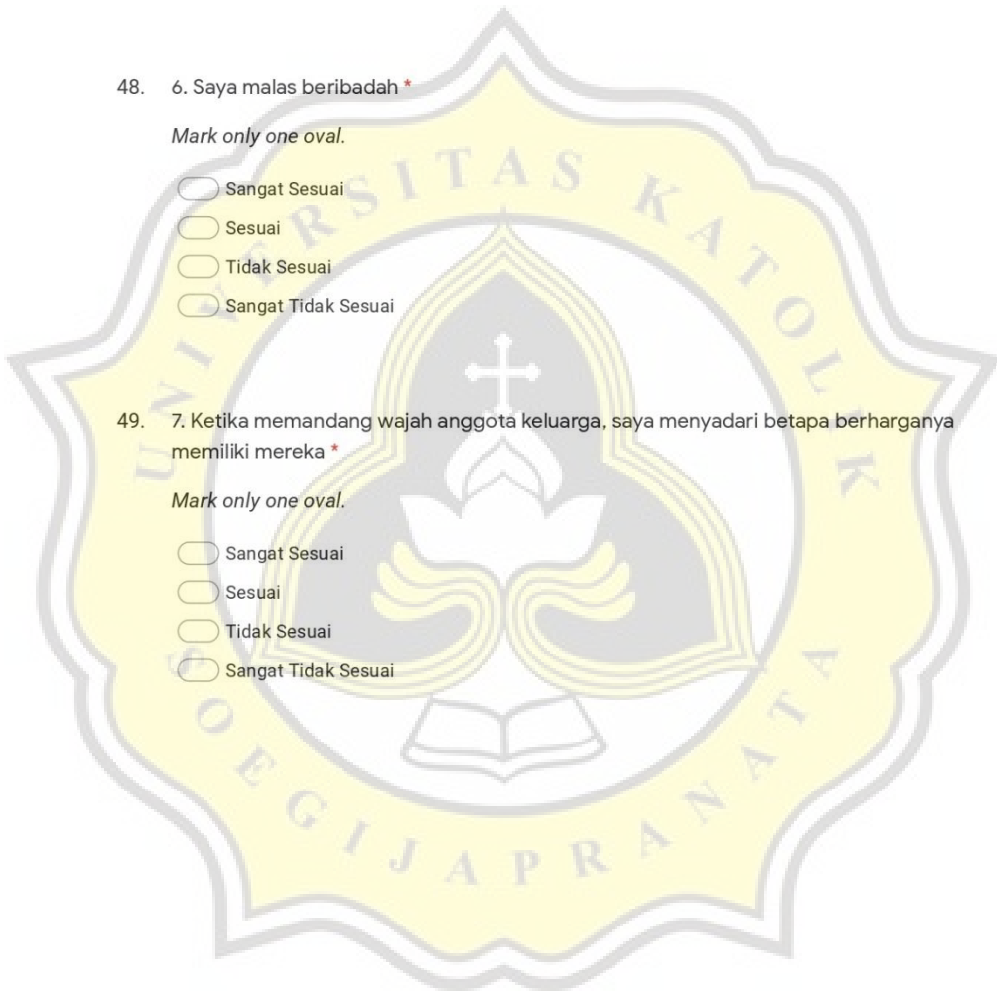 48. 6. Saya malas beribadah *
Mark only one oval.
Sangat Sesuai
Sesuai
Tidak Sesuai
Sangat Tidak Sesuai
49. 7. Ketika memandang wajah anggota keluarga, saya menyadari betapa berharganya
memiliki mereka *
Mark only one oval.
Sangat Sesuai
Sesuai
Tidak Sesuai
Sangat Tidak Sesuai
UNIVERSITAS KATOLIK
SOEGIJAPRANATA